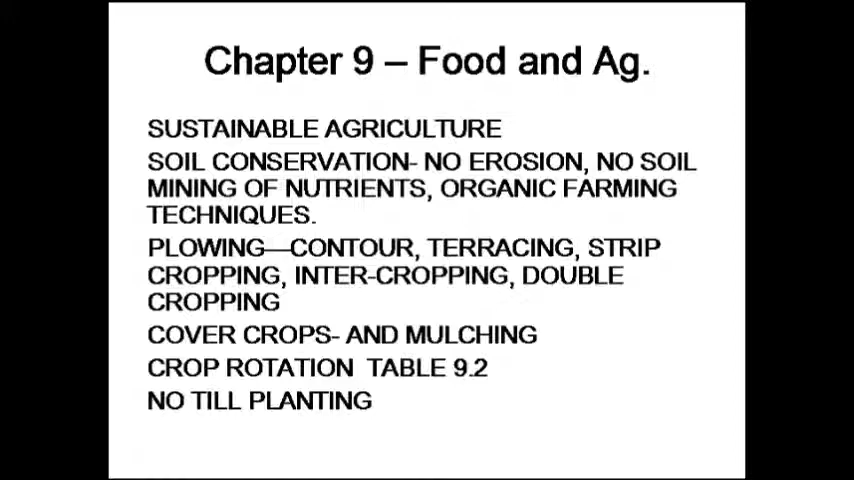 Chapter 9 – Food and Ag.
SUSTAINABLE AGRICULTURE
SOIL CONSERVATION- NO EROSION, NO SOIL
MINING OF NUTRIENTS, ORGANIC FARMING
TECHNIQUES.
PLOWING—CONTOUR, TERRACING, STRIP
CROPPING, INTER-CROPPING, DOUBLE
CROPPING
COVER CROPS- AND MULCHING
CROP ROTATION  TABLE 9.2
NO TILL PLANTING